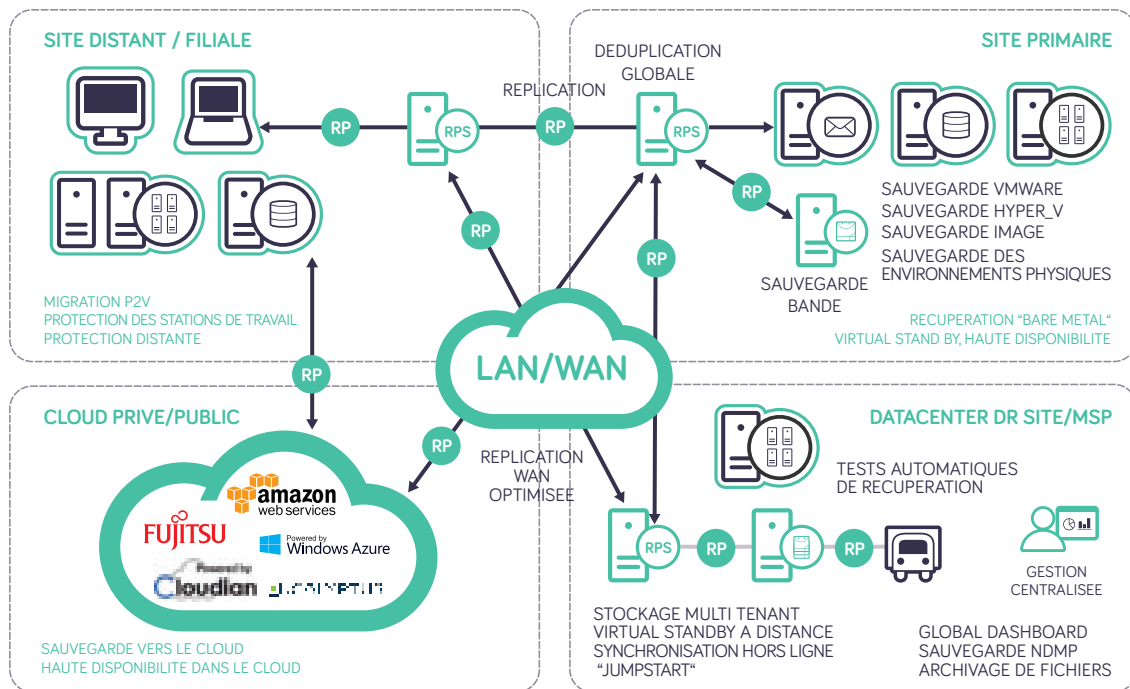 SITE DISTANT / FILIALE
RP
RPS
REPLICATION
RP
RP
MIGRATION P2V
PROTECTION DES STATIONS DE TRAVAIL
PROTECTION DISTANTE
SITE PRIMAIRE
DEDUPLICATION
GLOBALE
RPS
RP
RP
SAUVEGARDE
BANDE
SAUVEGARDE VMWARE
SAUVEGARDE HYPER_V
SAUVEGARDE IMAGE
SAUVEGARDE DES
ENVIRONNEMENTS PHYSIQUES
RECUPERATION “BARE METAL“
VIRTUAL STAND BY, HAUTE DISPONIBILITE
LAN/WAN
RP
CLOUD PRIVE/PUBLIC
RP
REPLICATION
WAN
OPTIMISEE
amazon
web services
FUJITSU
Powered by
Windows Azure
Powered by
Cloudian
SAUVEGARDE VERS LE CLOUD
HAUTE DISPONIBILITE DANS LE CLOUD
DATACENTER DR SITE/MSP
TESTS AUTOMATIQUES
DE RECUPERATION
RPS
RP
RP
GESTION
CENTRALISEE
STOCKAGE MULTI TENANT
VIRTUAL STANDBY A DISTANCE
SYNCHRONISATION HORS LIGNE
“JUMPSTART“
GLOBAL DASHBOARD
SAUVEGARDE NDMP
ARCHIVAGE DE FICHIERS